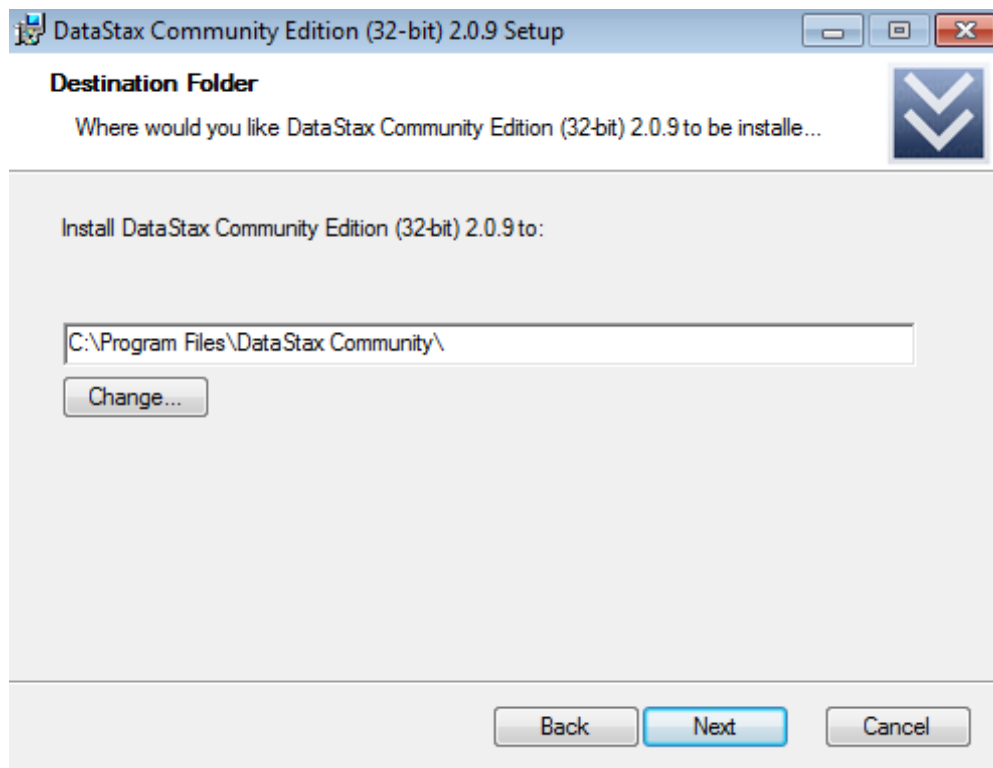 DataStax Community Edition (32-bit) 2.0.9 Setup
Destination Folder
Where would you like DataStax Community Edition (32-bit) 2.0.9 to be installe...
Install DataStax Community Edition (32-bit) 2.0.9 to:
C:\Program Files\DataStax Community\
Change...
Back Next Cancel